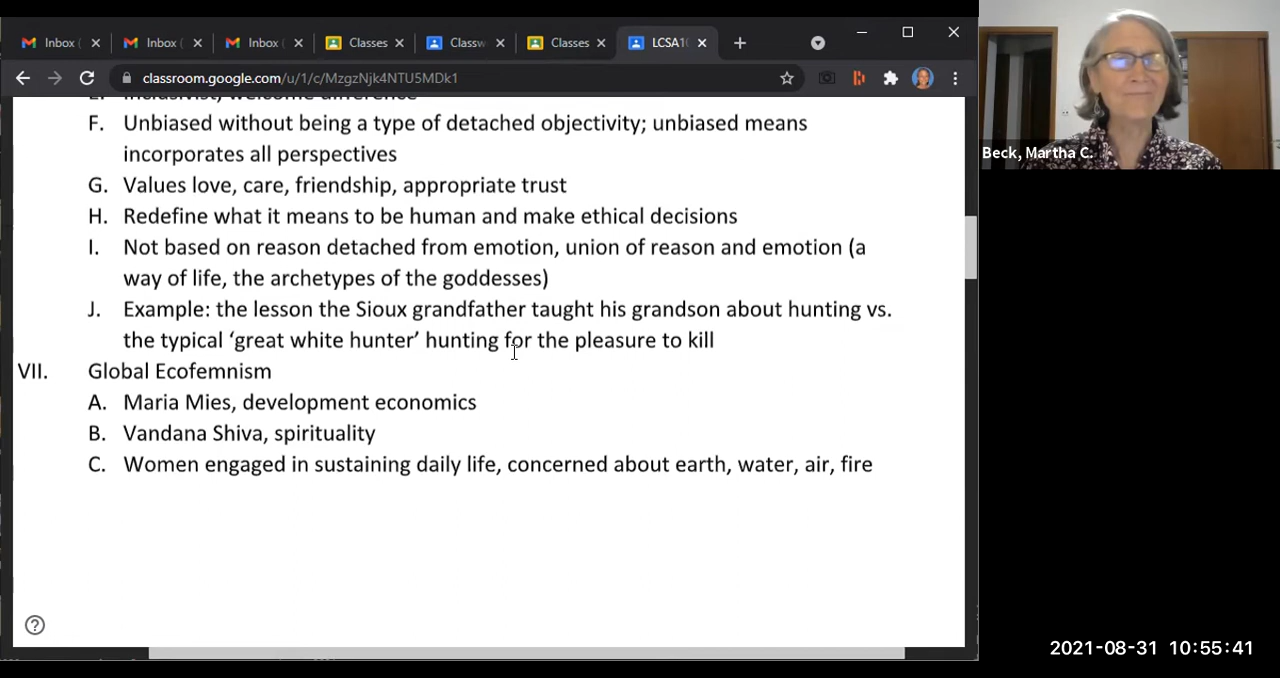 Inbox (
Inbox (
Inbox (
Classes
Classw
Classes
LCSA1
classroom.google.com/u/1/c/MzgzNjk4NTU5MDk1
F. Unbiased without being a type of detached objectivity; unbiased means
incorporates all perspectives
G. Values love, care, friendship, appropriate trust
H. Redefine what it means to be human and make ethical decisions
I. Not based on reason detached from emotion, union of reason and emotion (a
way of life, the archetypes of the goddesses)
J. Example: the lesson the Sioux grandfather taught his grandson about hunting vs.
the typical ‘great white hunter’ hunting for the pleasure to kill
VII. Global Ecofemnism
A. Maria Mies, development economics
B. Vandana Shiva, spirituality
C. Women engaged in sustaining daily life, concerned about earth, water, air, fire
Beck, Martha C.
2021-08-31 10:55:41